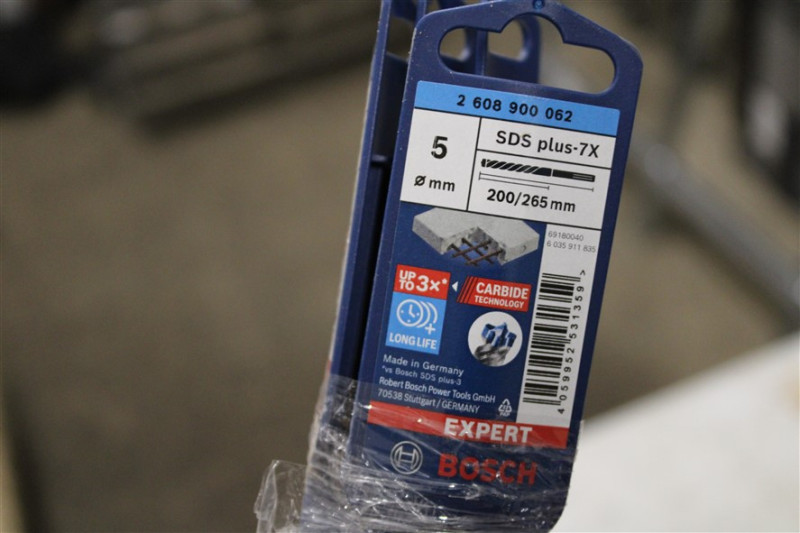 2 608 900 062
5
Ø mm
SDS plus-7X
200/265 mm
69180040
6 035 911 835
UP TO 3x*
CARBIDE
TECHNOLOGY
LONG LIFE
4 059952 531359 >
Made in Germany
*vs Bosch SDS plus-3
Robert Bosch Power Tools GmbH
70538 Stuttgart / GERMANY
EXPERT
BOSCH